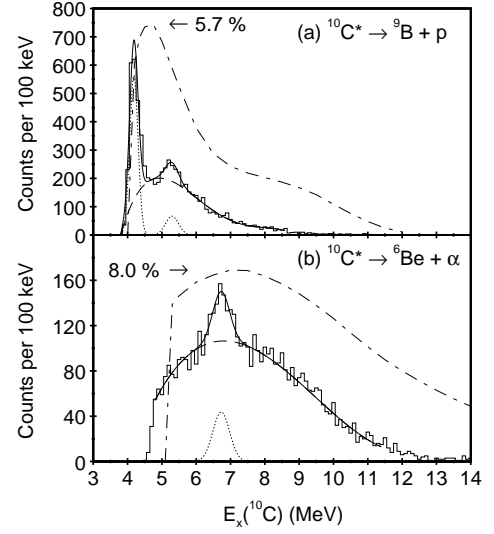 800
700
600
500
400
300
200
100
0
Counts per 100 keV
← 5.7 %
(a) ¹⁰C* → ⁹B + p
160
120
80
40
0
Counts per 100 keV
8.0 % →
(b) ¹⁰C* → ⁶Be + α
3 4 5 6 7 8 9 10 11 12 13 14
Eₓ(¹⁰C) (MeV)